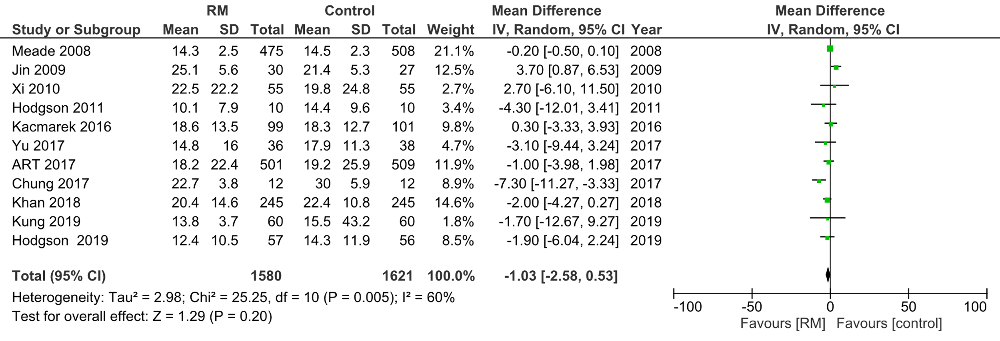 RM Control Mean Difference Mean Difference
Study or Subgroup Mean SD Total Mean SD Total Weight IV, Random, 95% CI Year IV, Random, 95% CI
Meade 2008 14.3 2.5 475 14.5 2.3 508 21.1% -0.20 [-0.50, 0.10] 2008
Jin 2009 25.1 5.6 30 21.4 5.3 27 12.5% 3.70 [0.87, 6.53] 2009
Xi 2010 22.5 22.2 55 19.8 24.8 55 2.7% 2.70 [-6.10, 11.50] 2010
Hodgson 2011 10.1 7.9 10 14.4 9.6 10 3.4% -4.30 [-12.01, 3.41] 2011
Kacmarek 2016 18.6 13.5 99 18.3 12.7 101 9.8% 0.30 [-3.33, 3.93] 2016
Yu 2017 14.8 16 36 17.9 11.3 38 4.7% -3.10 [-9.44, 3.24] 2017
ART 2017 18.2 22.4 501 19.2 25.9 509 11.9% -1.00 [-3.98, 1.98] 2017
Chung 2017 22.7 3.8 12 30 5.9 12 8.9% -7.30 [-11.27, -3.33] 2017
Khan 2018 20.4 14.6 245 22.4 10.8 245 14.6% -2.00 [-4.27, 0.27] 2018
Kung 2019 13.8 3.7 60 15.5 43.2 60 1.8% -1.70 [-12.67, 9.27] 2019
Hodgson 2019 12.4 10.5 57 14.3 11.9 56 8.5% -1.90 [-6.04, 2.24] 2019
Total (95% CI) 1580 1621 100.0% -1.03 [-2.58, 0.53]
Heterogeneity: Tau² = 2.98; Chi² = 25.25, df = 10 (P = 0.005); I² = 60%
Test for overall effect: Z = 1.29 (P = 0.20)
-100 -50 0 50 100
Favours [RM] Favours [control]